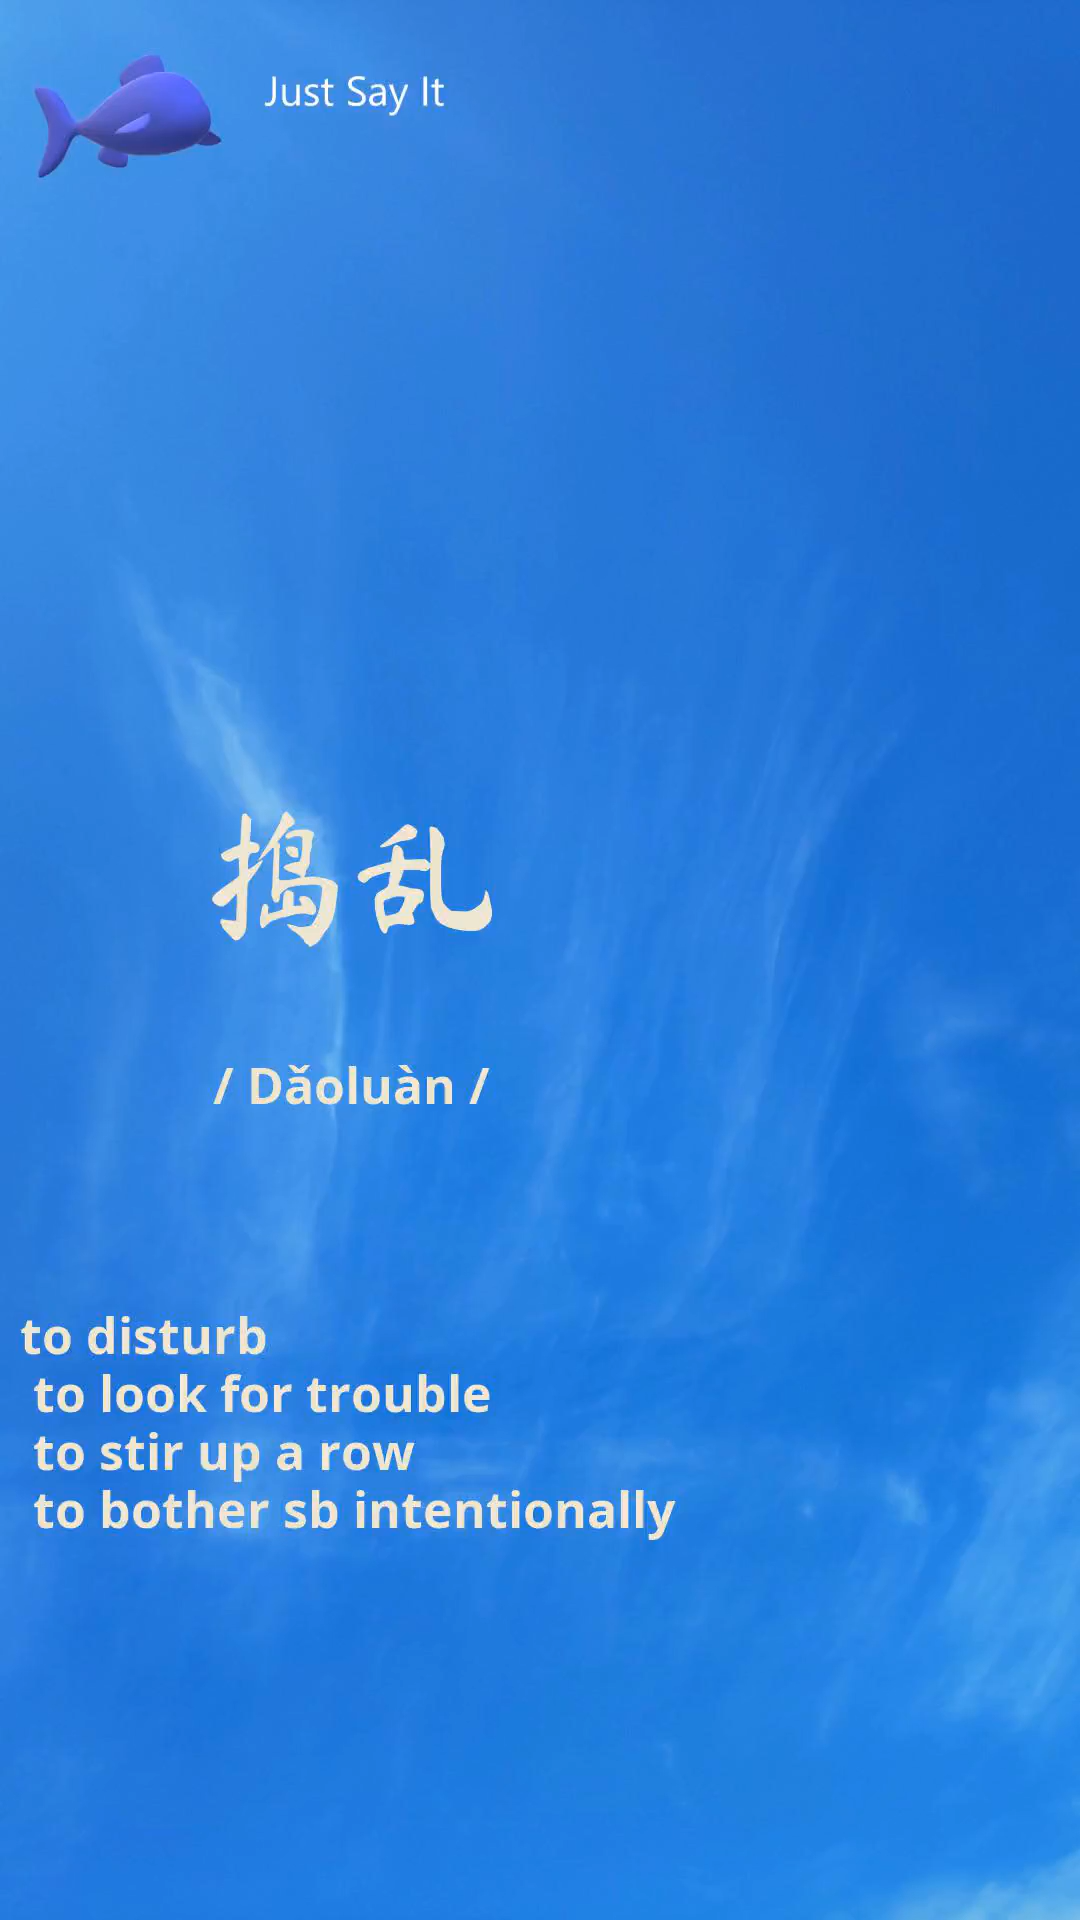 Just Say It
捣乱
/ Dǎoluàn /
to disturb
to look for trouble
to stir up a row
to bother sb intentionally